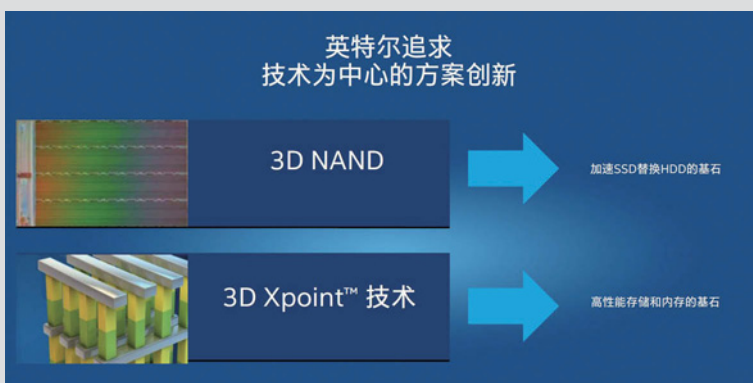 英特尔追求
技术为中心的方案创新
3D NAND
加速SSD替换HDD的基石
3D Xpoint™ 技术
高性能存储和内存的基石